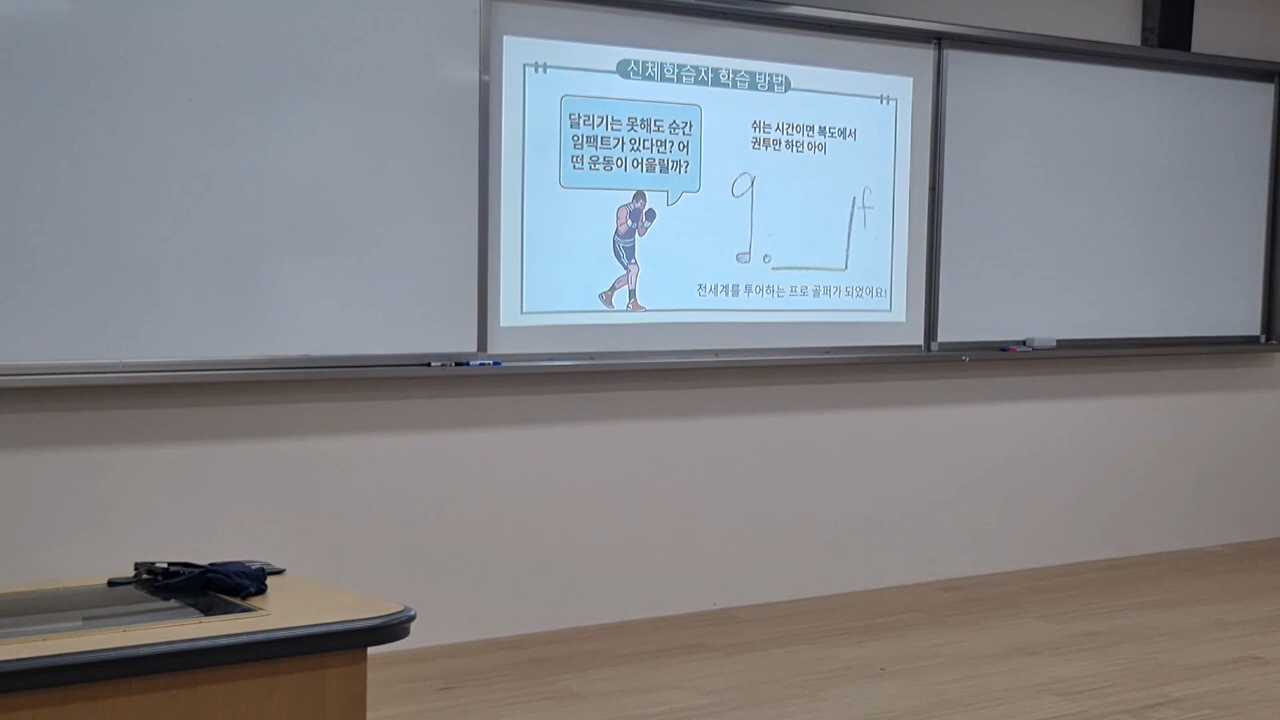 신체학습자 학습 방법
달리기는 못해도 순간
임팩트가 있다면? 어
떤 운동이 어울릴까?
쉬는 시간이면 복도에서
권투만 하던 아이
g o l f
전세계를 투어하는 프로 골퍼가 되었어요!